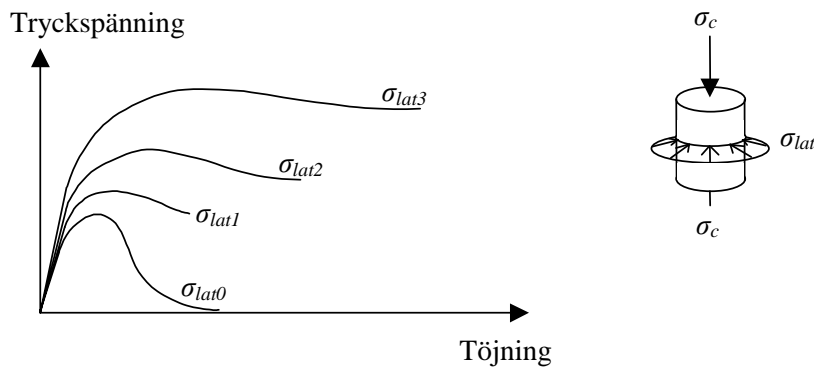 Tryckspänning
σlat3
σlat2
σlat1
σlat0
Töjning
σc
σlat
σc